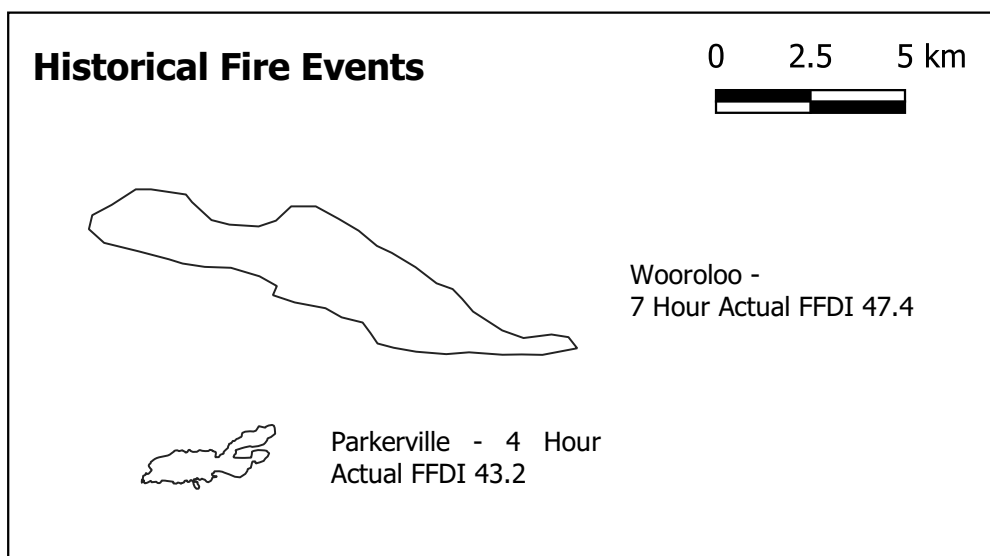 Historical Fire Events
0 2.5 5 km
Wooroloo -
7 Hour Actual FFDI 47.4
Parkerville - 4 Hour
Actual FFDI 43.2